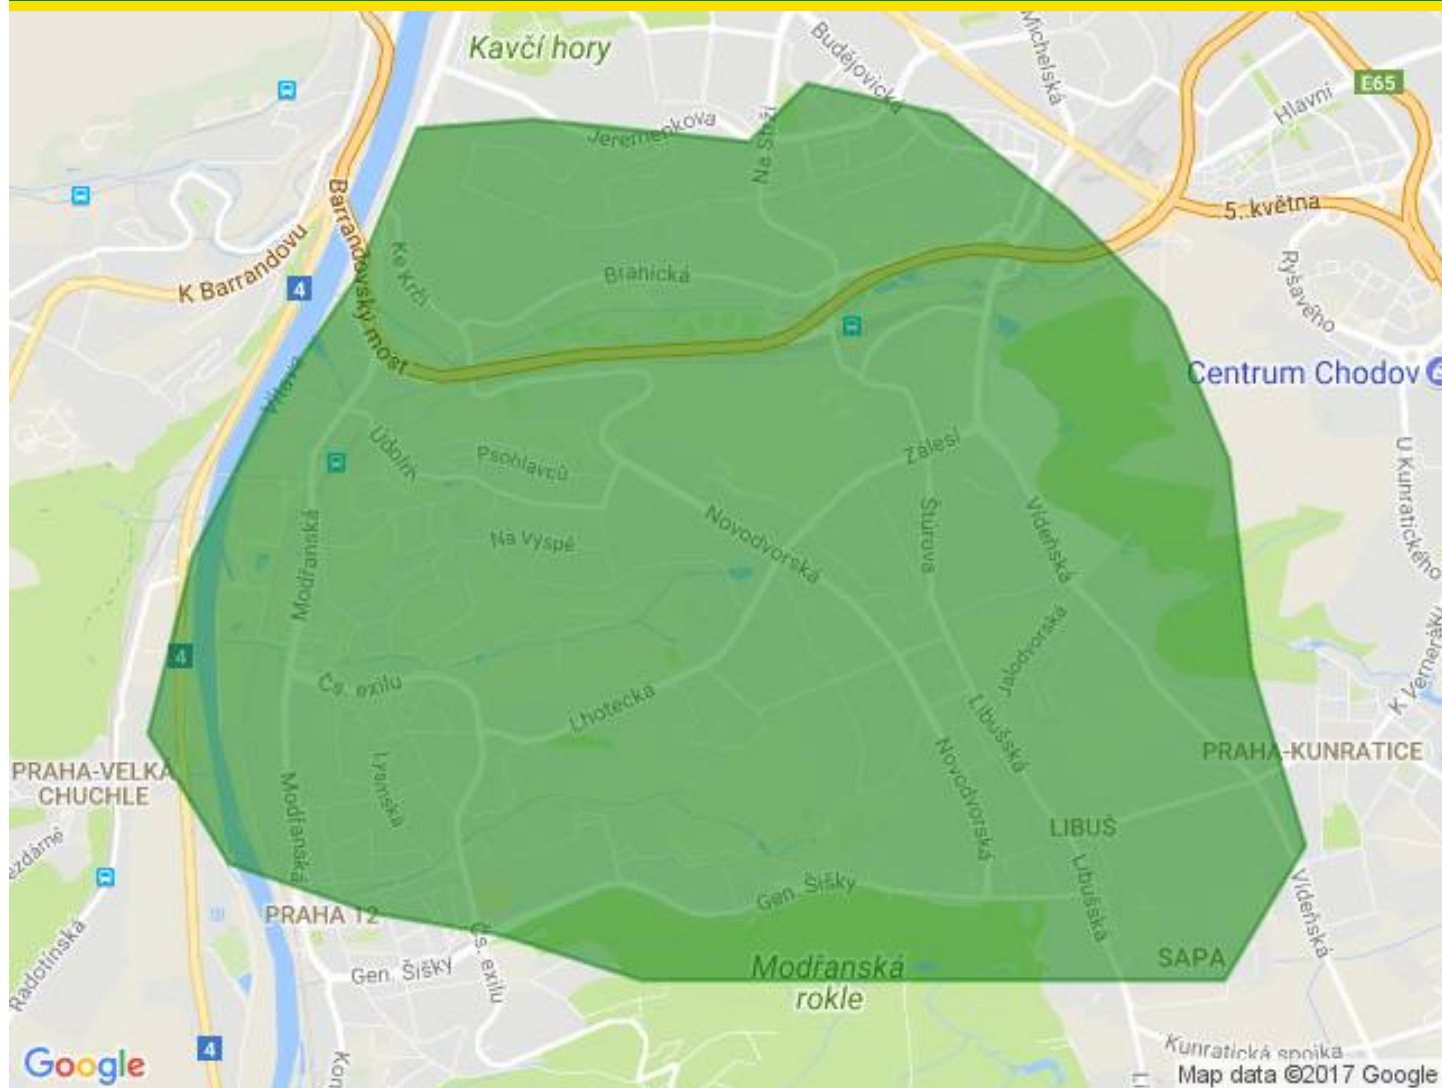 Kavčí hory
Budějovická
Michelská
E65
Hlavní
Jeremenkova
Na Strži
Barrandovský most
5. května
K Barrandovu
4
Ke Krči
Branická
Ryšavého
Centrum Chodov
Vltava
Údolní
Psohlavců
Zálesí
U Kunratického
Modřanská
Na Výspě
Novodvorská
Štúrova
Vídeňská
Jalodvorská
4
Čs. exilu
Lhotecká
Libušská
K Verneráku
PRAHA-VELKÁ
CHUCHLE
Lysinská
Modřanská
Novodvorská
PRAHA-KUNRATICE
LIBUŠ
Gen. Šišky
Libušská
Vídeňská
PRAHA 12
Radotínská
Gen. Šišky
Čs. exilu
Modřanská
rokle
SAPA
4
Kunratická spojka
Google
Map data ©2017 Google